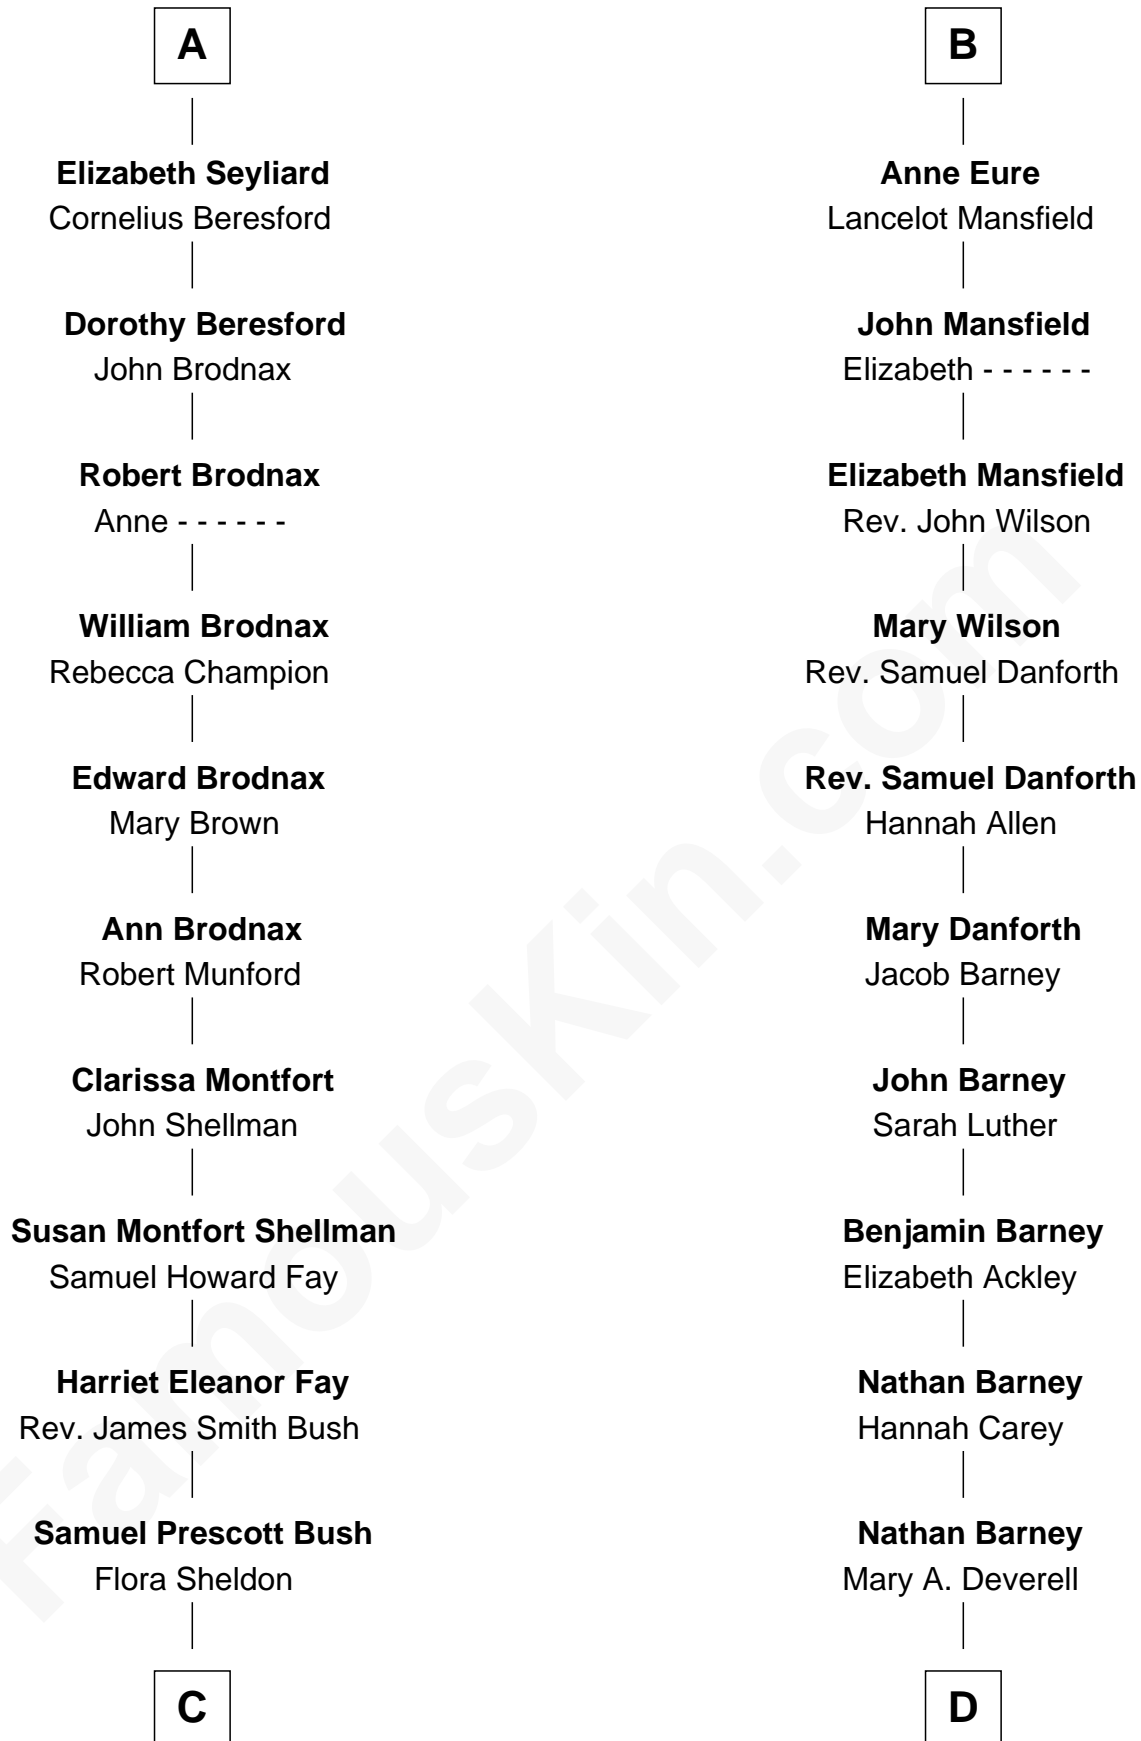 A
Elizabeth Seyliard
Cornelius Beresford
Dorothy Beresford
John Brodnax
Robert Brodnax
Anne - - - - - -
William Brodnax
Rebecca Champion
Edward Brodnax
Mary Brown
Ann Brodnax
Robert Munford
Clarissa Montfort
John Shellman
Susan Montfort Shellman
Samuel Howard Fay
Harriet Eleanor Fay
Rev. James Smith Bush
Samuel Prescott Bush
Flora Sheldon
C
B
Anne Eure
Lancelot Mansfield
John Mansfield
Elizabeth - - - - - -
Elizabeth Mansfield
Rev. John Wilson
Mary Wilson
Rev. Samuel Danforth
Rev. Samuel Danforth
Hannah Allen
Mary Danforth
Jacob Barney
John Barney
Sarah Luther
Benjamin Barney
Elizabeth Ackley
Nathan Barney
Hannah Carey
Nathan Barney
Mary A. Deverell
D
FamousKin.com